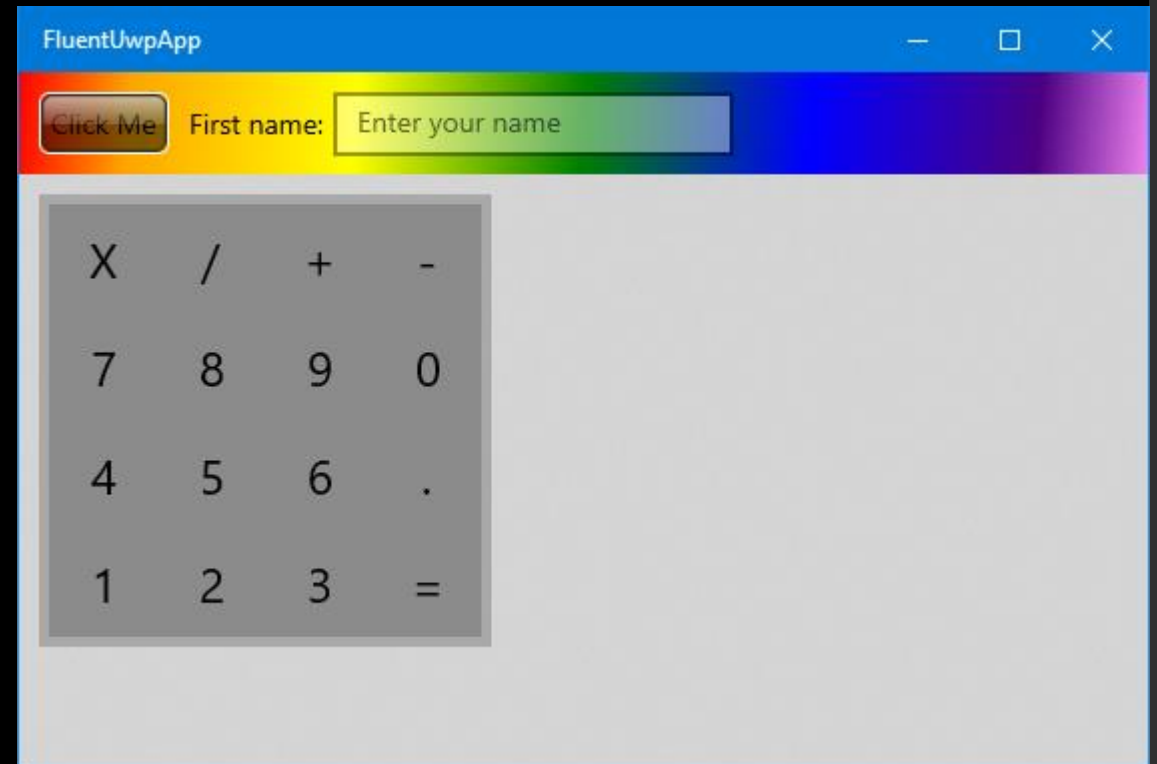 FluentUwpApp
Click Me First name: Enter your name
X / + -
7 8 9 0
4 5 6 .
1 2 3 =